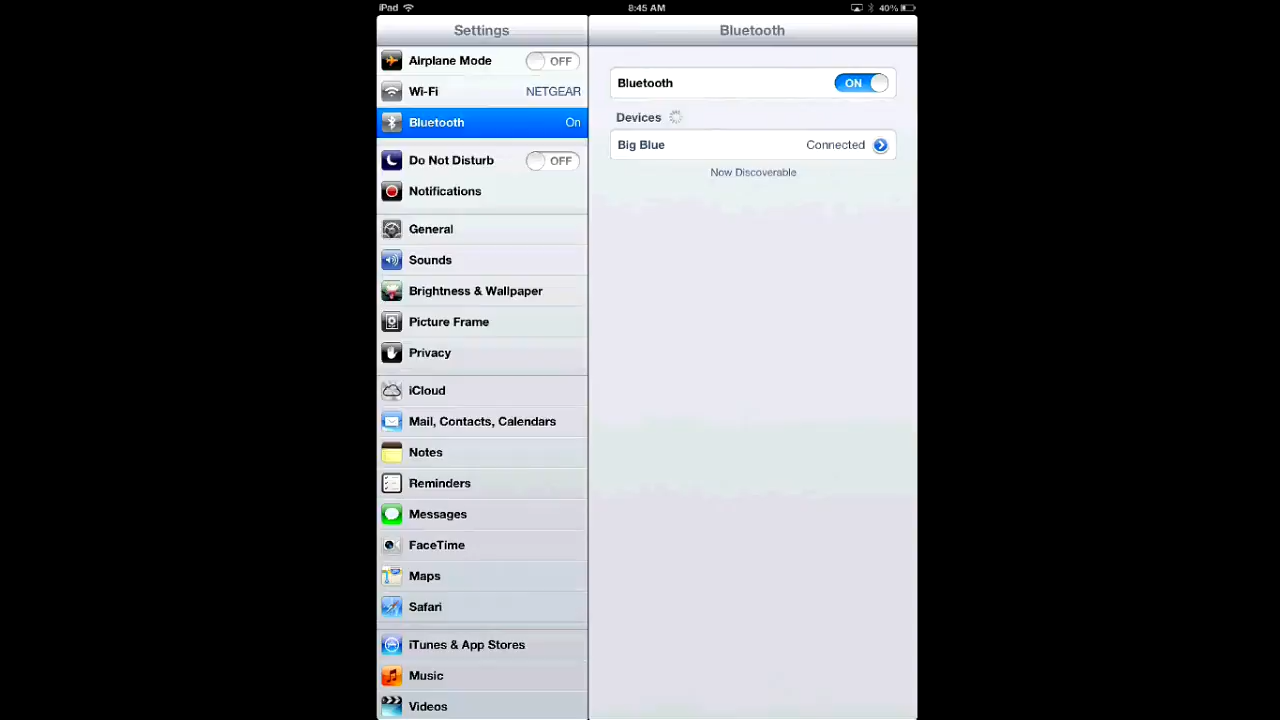 iPad 8:45 AM 40%
Settings
Airplane Mode OFF
Wi-Fi NETGEAR
Bluetooth On
Do Not Disturb OFF
Notifications
General
Sounds
Brightness & Wallpaper
Picture Frame
Privacy
iCloud
Mail, Contacts, Calendars
Notes
Reminders
Messages
FaceTime
Maps
Safari
iTunes & App Stores
Music
Videos
Bluetooth
Bluetooth ON
Devices
Big Blue Connected
Now Discoverable